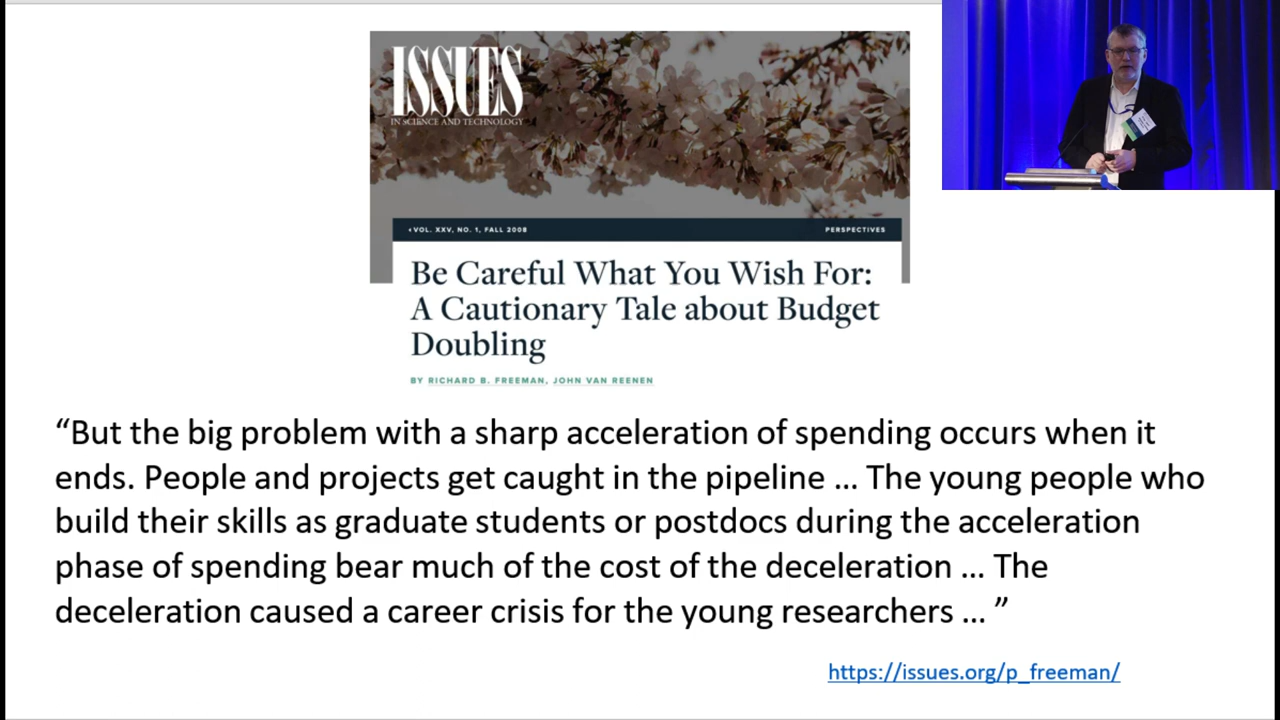 ISSUES
IN SCIENCE AND TECHNOLOGY
‹ VOL. XXV, NO. 1, FALL 2008
PERSPECTIVES
Be Careful What You Wish For:
A Cautionary Tale about Budget
Doubling
BY RICHARD B. FREEMAN, JOHN VAN REENEN
“But the big problem with a sharp acceleration of spending occurs when it
ends. People and projects get caught in the pipeline … The young people who
build their skills as graduate students or postdocs during the acceleration
phase of spending bear much of the cost of the deceleration … The
deceleration caused a career crisis for the young researchers … ”
https://issues.org/p_freeman/